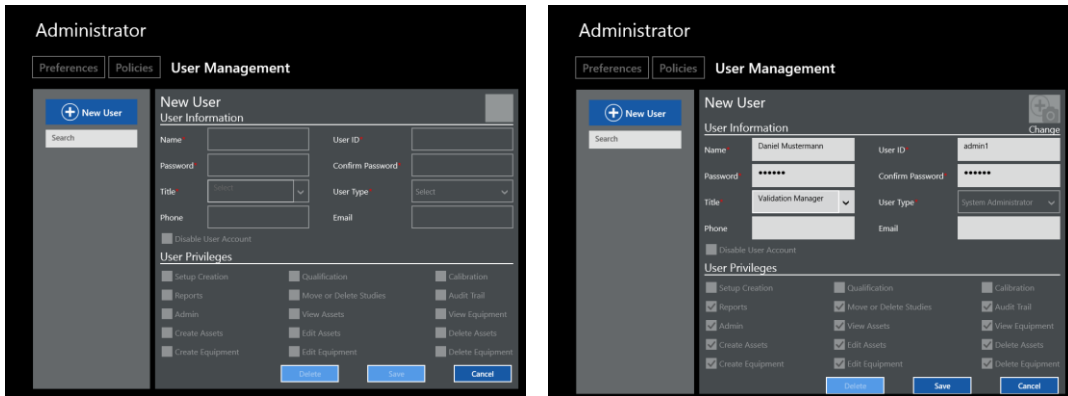 Administrator
Preferences Policies User Management
New User
Search
New User
User Information
Name User ID
Password Confirm Password
Title Select User Type Select
Phone Email
Disable User Account
User Privileges
Setup Creation Qualification Calibration
Reports Move or Delete Studies Audit Trail
Admin View Assets View Equipment
Create Assets Edit Assets Delete Assets
Create Equipment Edit Equipment Delete Equipment
Delete Save Cancel
Administrator
Preferences Policies User Management
New User
Search
New User
User Information Change
Name* Daniel Mustermann User ID* admin1
Password* •••••• Confirm Password* ••••••
Title* Validation Manager User Type* System Administrator
Phone Email
Disable User Account
User Privileges
Setup Creation Qualification Calibration
Reports Move or Delete Studies Audit Trail
Admin View Assets View Equipment
Create Assets Edit Assets Delete Assets
Create Equipment Edit Equipment Delete Equipment
Delete Save Cancel